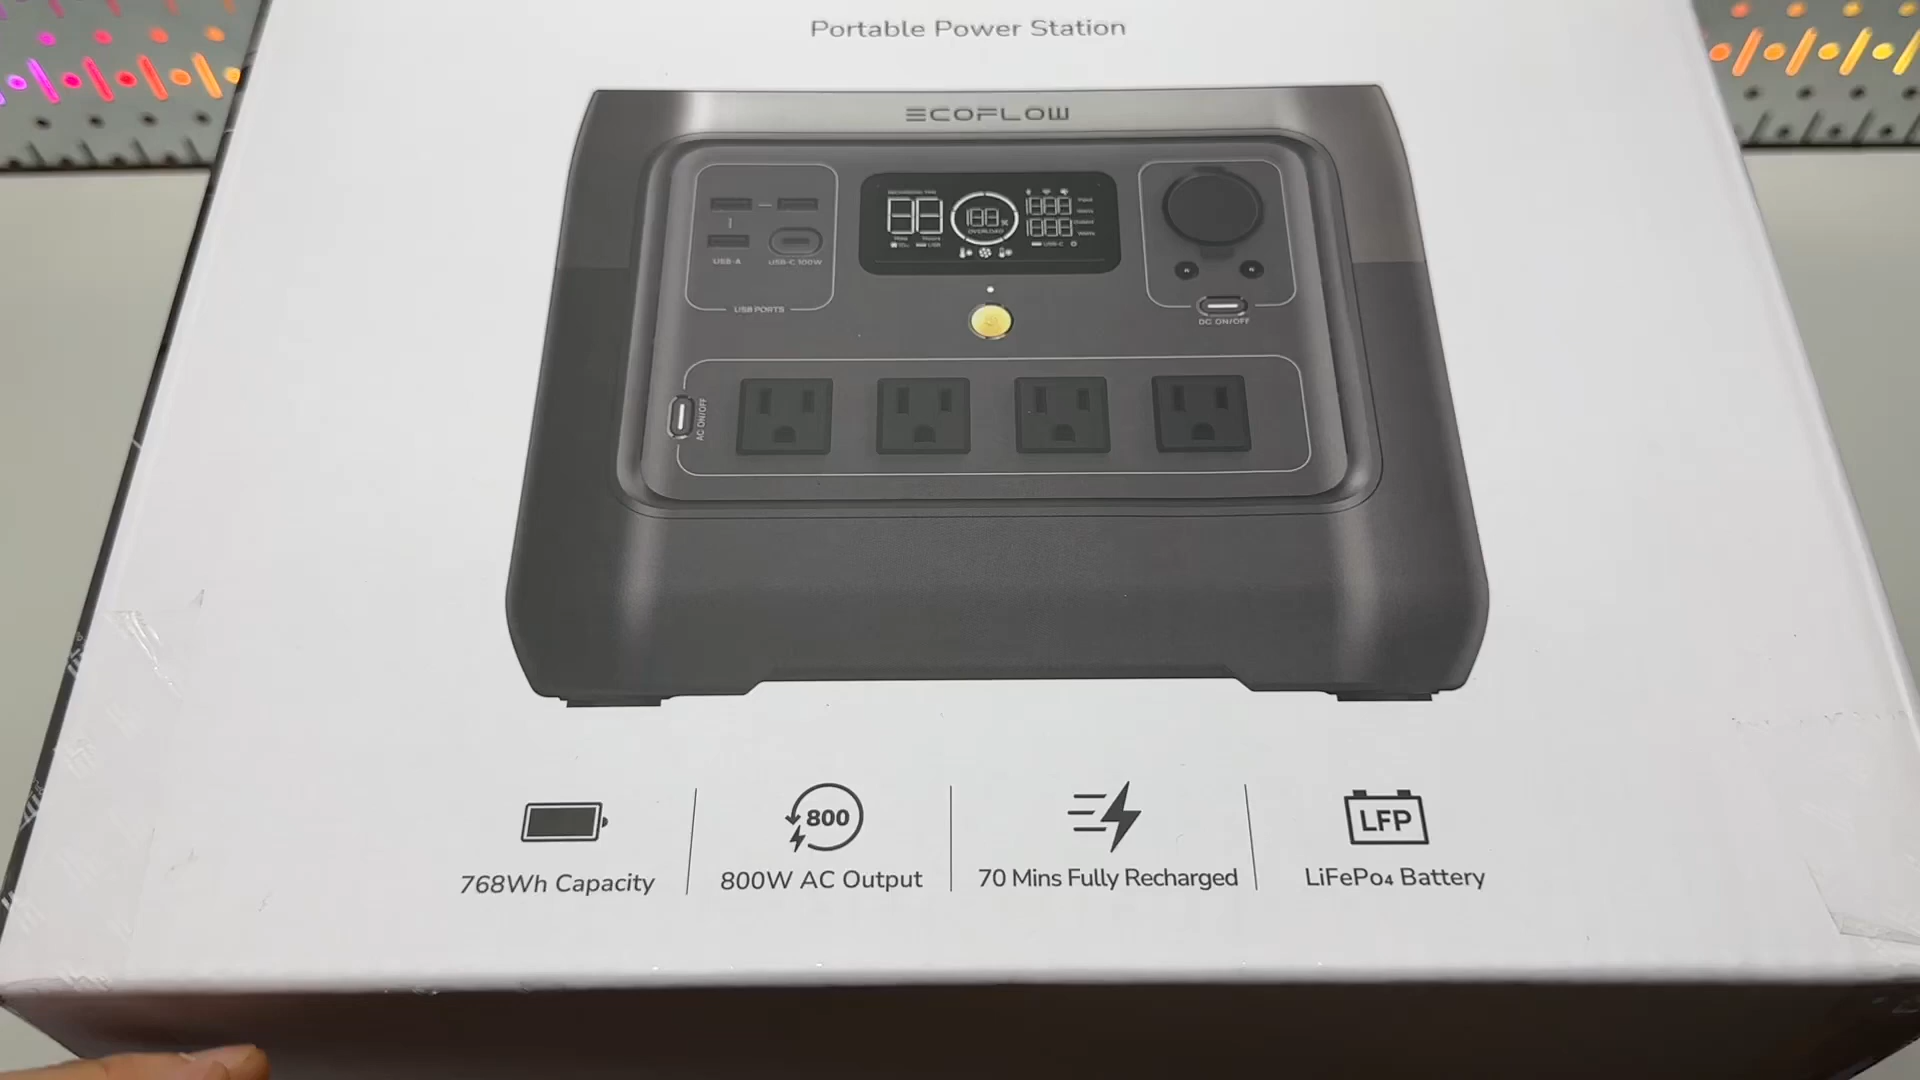 Portable Power Station
ECOFLOW
USB-A
USB-C 100W
USB PORTS
OVERLOAD
USB-C
DC ON/OFF
AC ON/OFF
800
LFP
768Wh Capacity
800W AC Output
70 Mins Fully Recharged
LiFePo₄ Battery